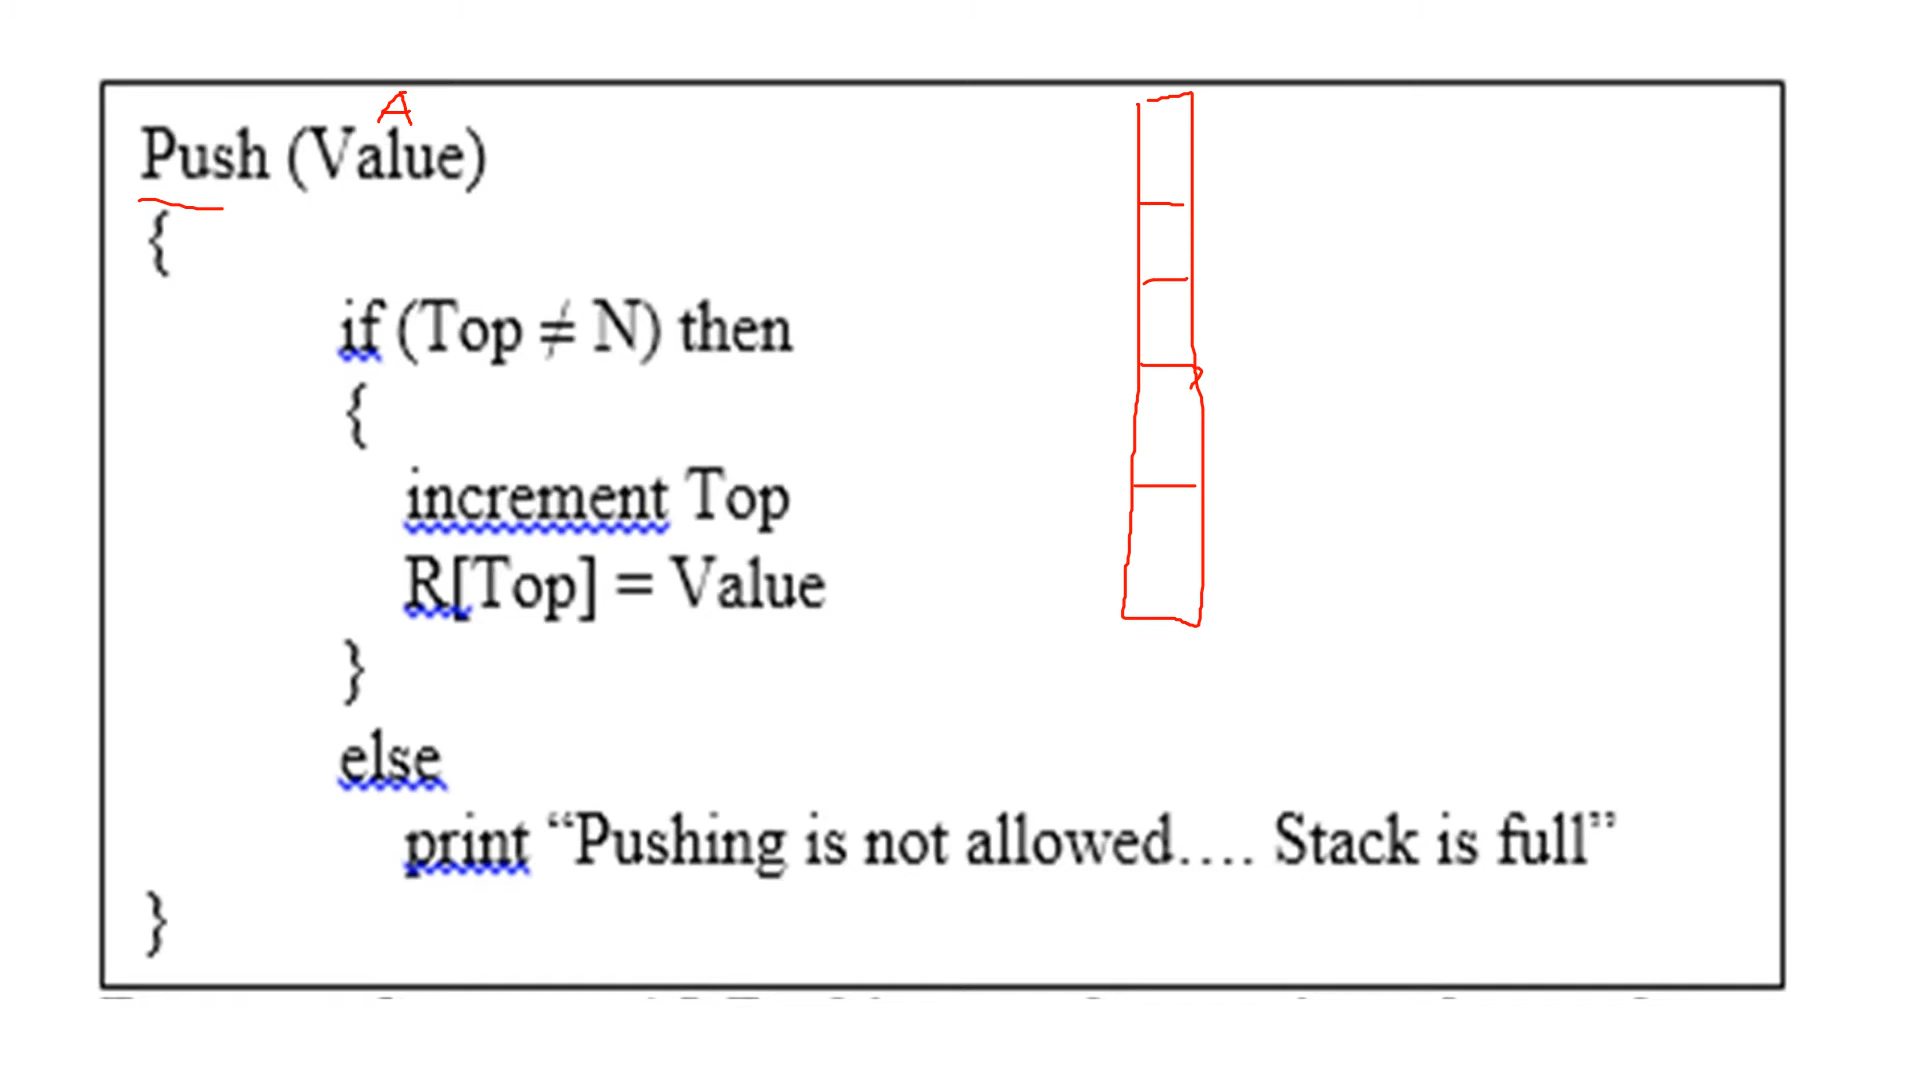 A
Push (Value)
{
if (Top ≠ N) then
{
increment Top
R[Top] = Value
}
else
print “Pushing is not allowed.... Stack is full”
}